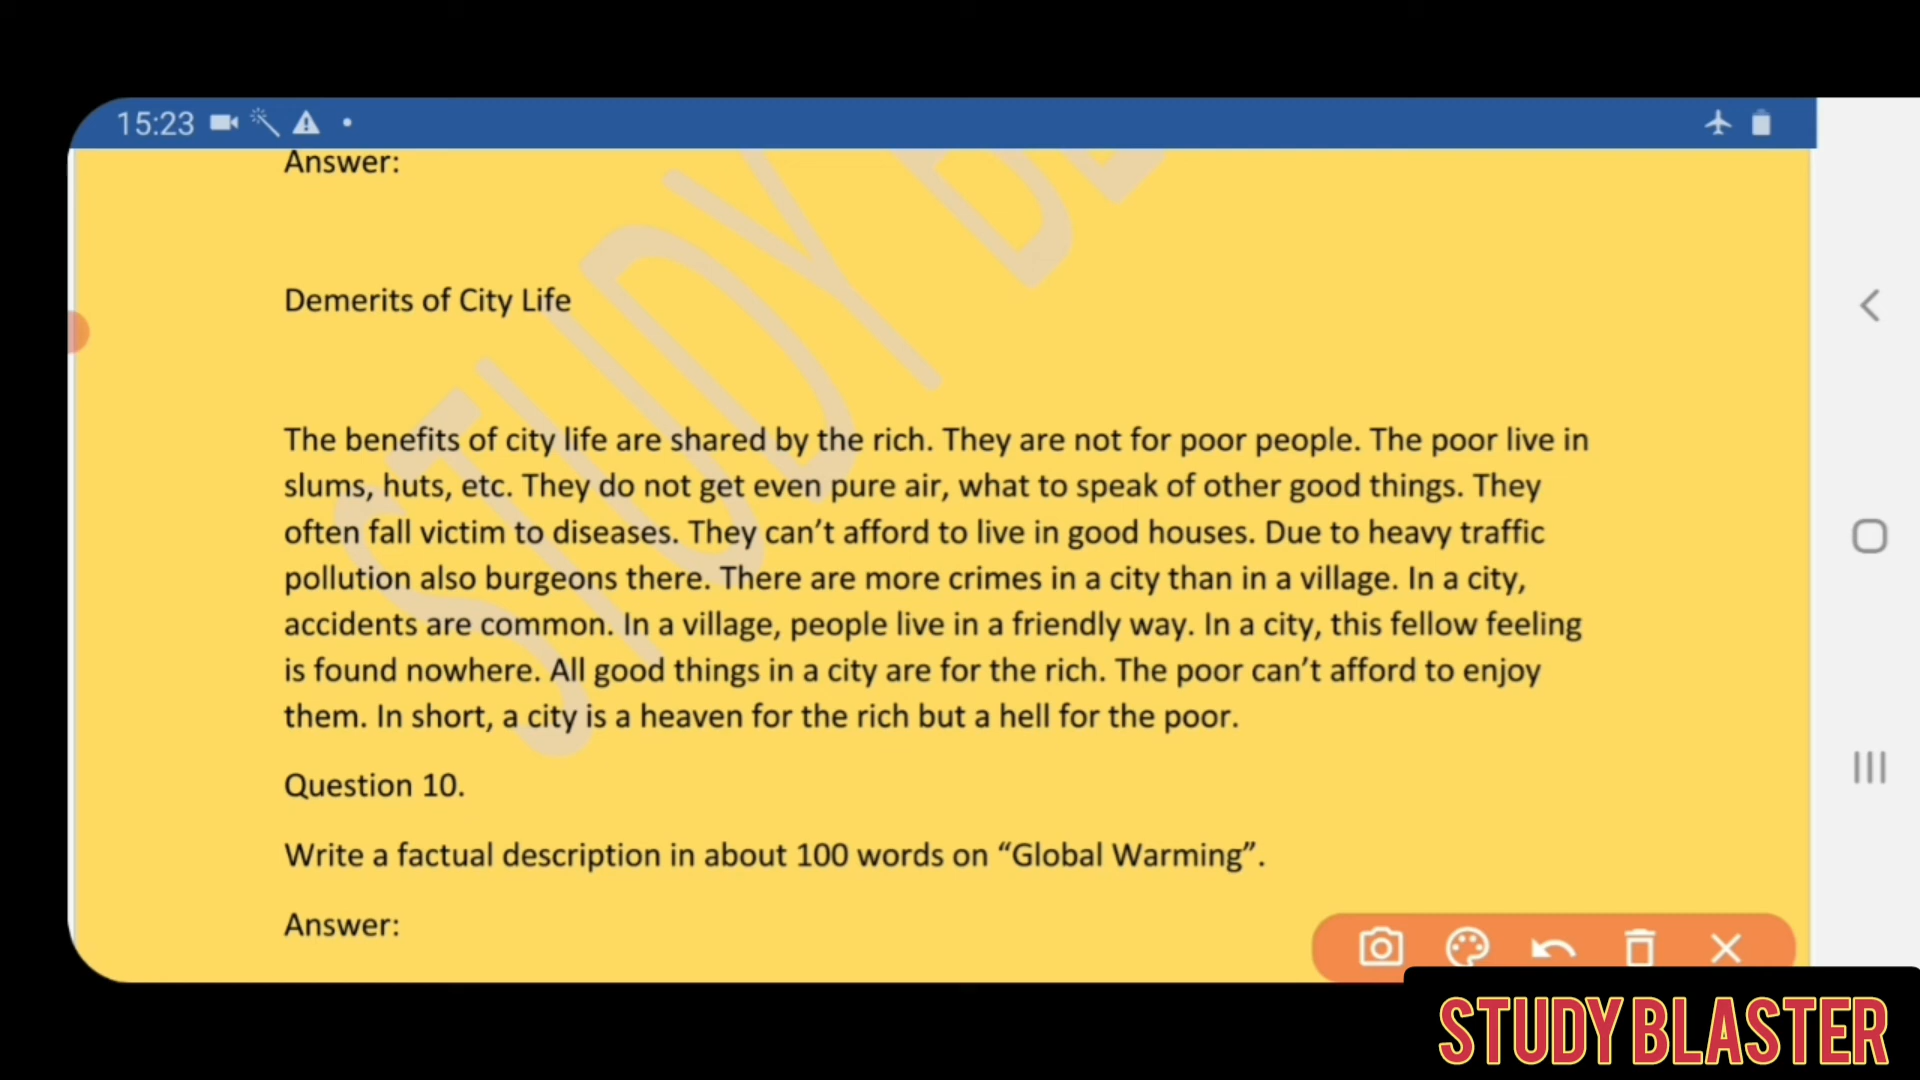 15:23
Answer:
Demerits of City Life
The benefits of city life are shared by the rich. They are not for poor people. The poor live in
slums, huts, etc. They do not get even pure air, what to speak of other good things. They
often fall victim to diseases. They can’t afford to live in good houses. Due to heavy traffic
pollution also burgeons there. There are more crimes in a city than in a village. In a city,
accidents are common. In a village, people live in a friendly way. In a city, this fellow feeling
is found nowhere. All good things in a city are for the rich. The poor can’t afford to enjoy
them. In short, a city is a heaven for the rich but a hell for the poor.
Question 10.
Write a factual description in about 100 words on “Global Warming”.
Answer:
STUDY BLASTER